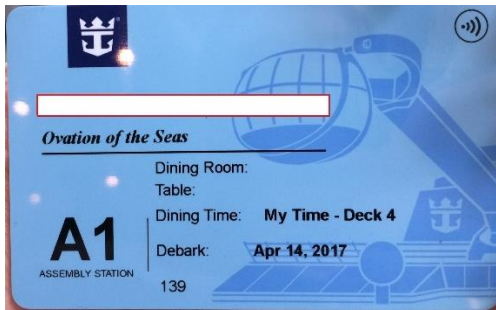 Ovation of the Seas
Dining Room:
Table:
Dining Time: My Time - Deck 4
A1
Debark: Apr 14, 2017
ASSEMBLY STATION
139